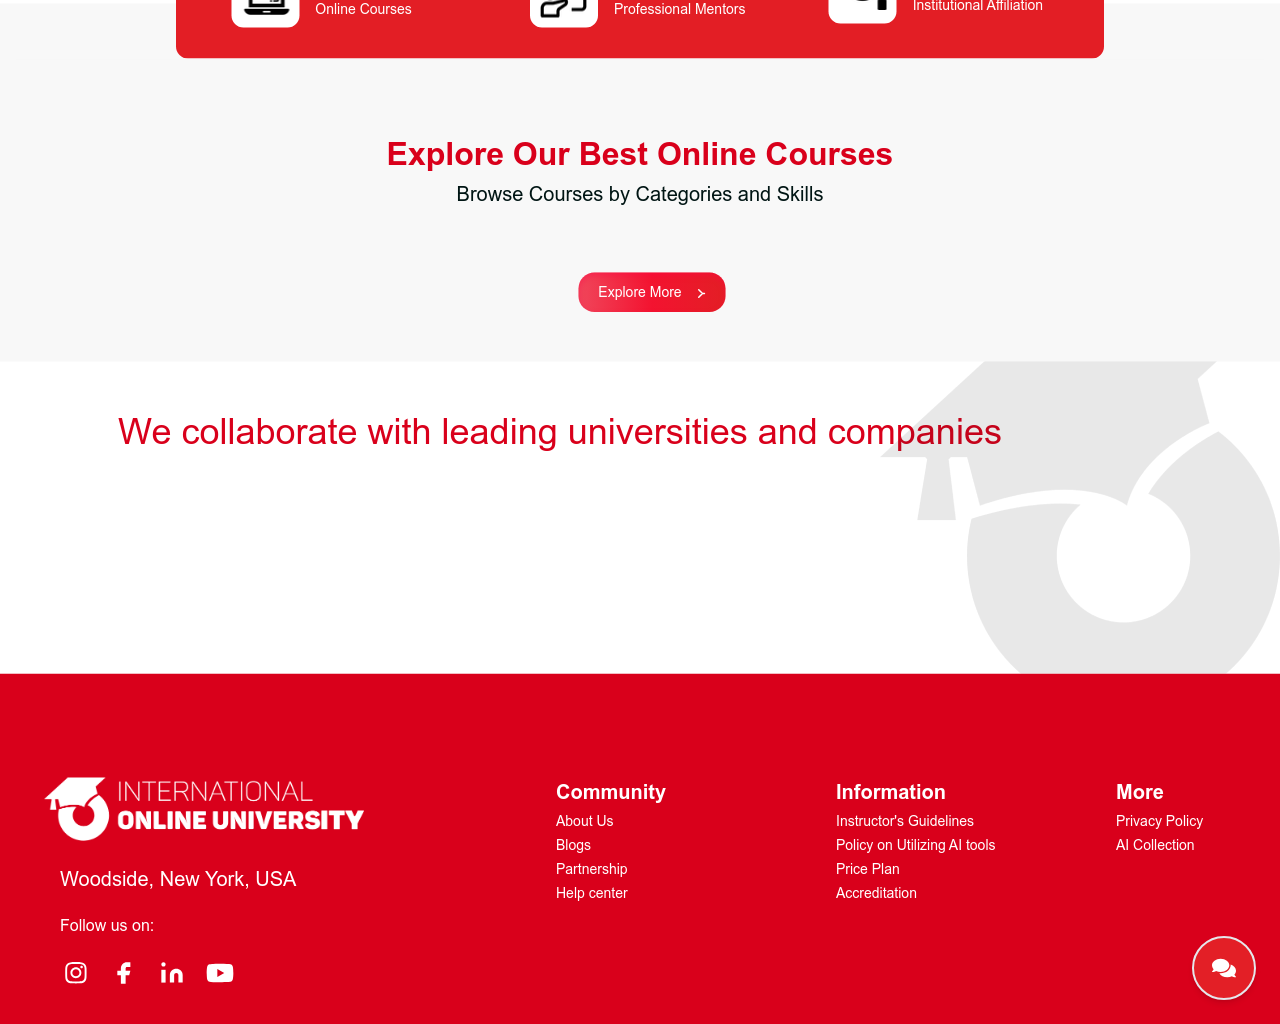 Online Courses
Professional Mentors
Institutional Affiliation
Explore Our Best Online Courses
Browse Courses by Categories and Skills
Explore More
We collaborate with leading universities and companies
INTERNATIONAL
ONLINE UNIVERSITY
Woodside, New York, USA
Follow us on:
Community
About Us
Blogs
Partnership
Help center
Information
Instructor's Guidelines
Policy on Utilizing AI tools
Price Plan
Accreditation
More
Privacy Policy
AI Collection